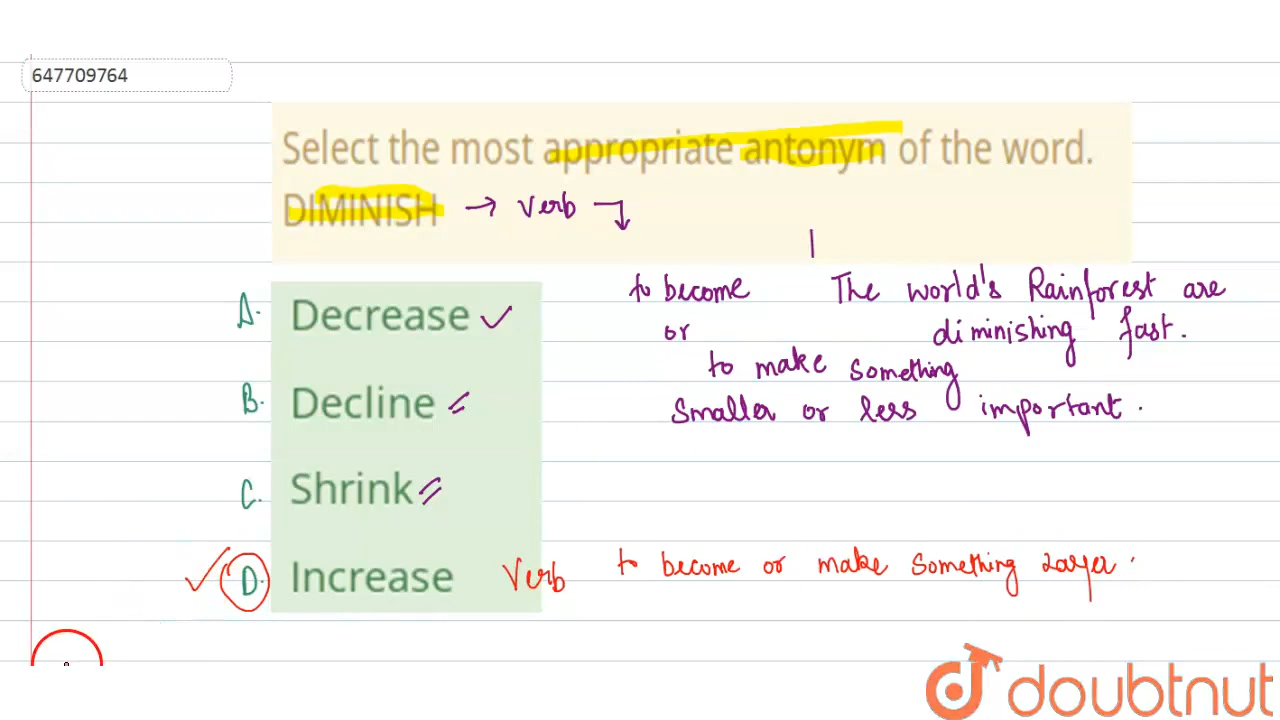 647709764
Select the most appropriate antonym of the word.
DIMINISH → Verb
to become
or
to make something
smaller or less important.
The world's Rainforest are
diminishing fast.
A. Decrease
B. Decline
C. Shrink
D. Increase Verb to become or make something larger.
doubtnut